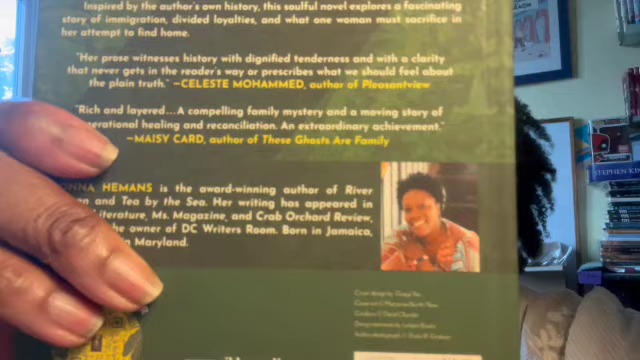 Inspired by the author's own history, this soulful novel explores a fascinating
story of immigration, divided loyalties, and what one woman must sacrifice in
her attempt to find home.
"Her prose witnesses history with dignified tenderness and with a clarity
that never gets in the reader's way or prescribes what we should feel about
the plain truth." —CELESTE MOHAMMED, author of Pleasantview
"Rich and layered...A compelling family mystery and a moving story of
erational healing and reconciliation. An extraordinary achievement."
—MAISY CARD, author of These Ghosts Are Family
ONNA HEMANS is the award-winning author of River
and Tea by the Sea. Her writing has appeared in
Literature, Ms. Magazine, and Crab Orchard Review,
the owner of DC Writers Room. Born in Jamaica,
Maryland.
STEPHEN KIN